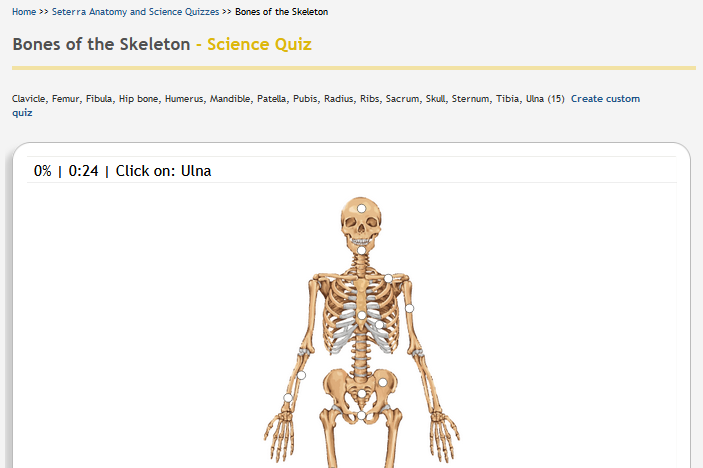 Home >> Seterra Anatomy and Science Quizzes >> Bones of the Skeleton
Bones of the Skeleton - Science Quiz
Clavicle, Femur, Fibula, Hip bone, Humerus, Mandible, Patella, Pubis, Radius, Ribs, Sacrum, Skull, Sternum, Tibia, Ulna (15) Create custom
quiz
0% | 0:24 | Click on: Ulna